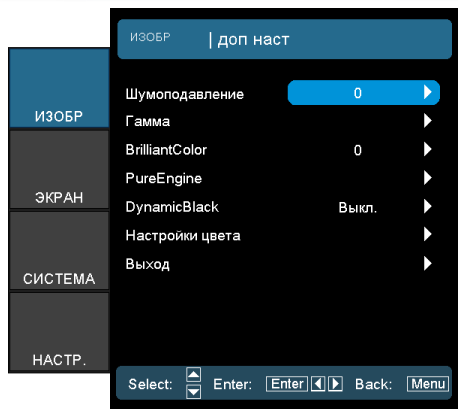 ИЗОБР | доп наст
ИЗОБР
ЭКРАН
СИСТЕМА
НАСТР.
Шумоподавление 0
Гамма
BrilliantColor 0
PureEngine
DynamicBlack Выкл.
Настройки цвета
Выход
Select: Enter: Enter Back: Menu